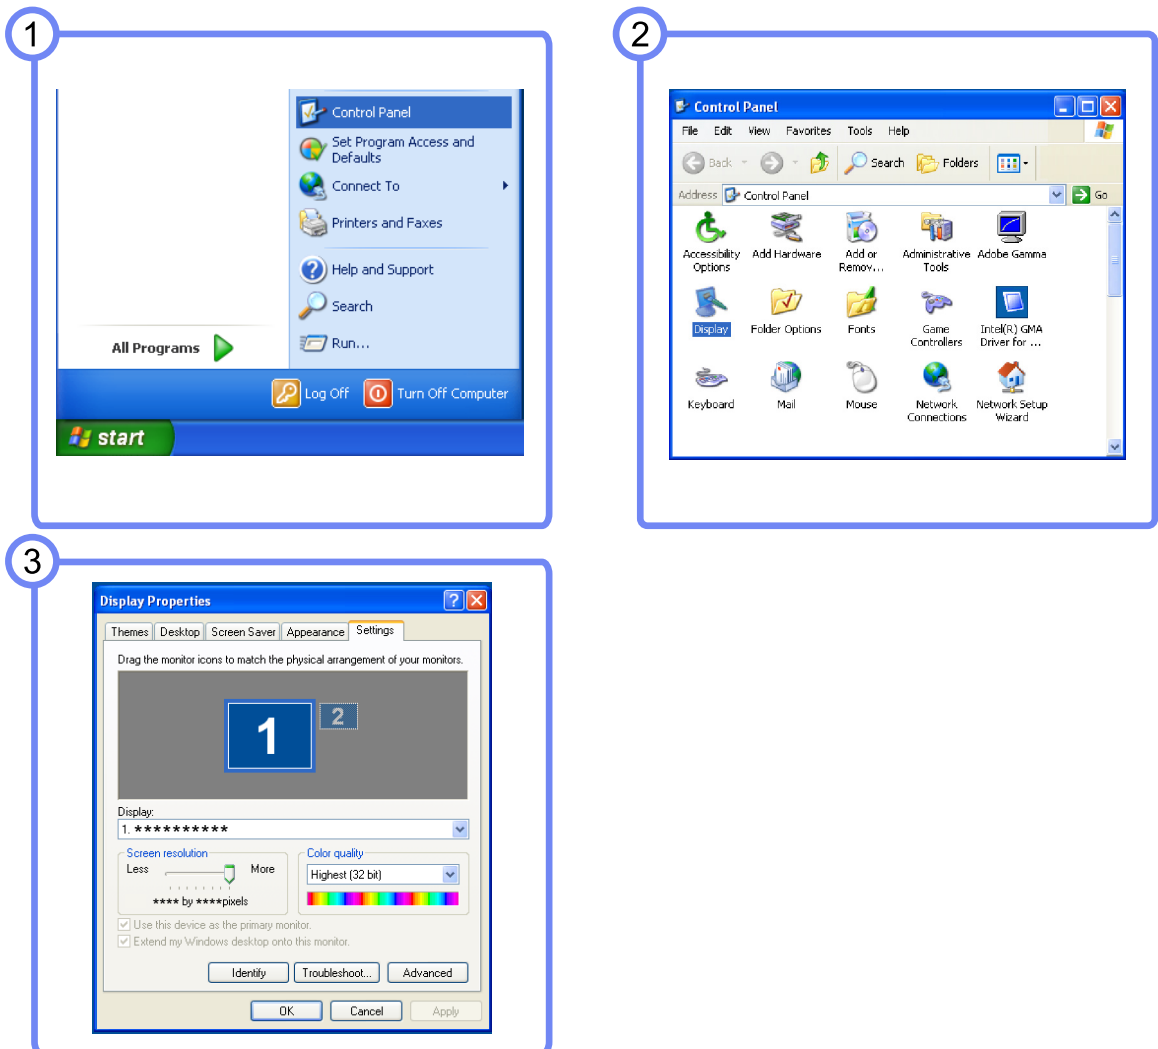 1
Control Panel
Set Program Access and
Defaults
Connect To
Printers and Faxes
Help and Support
Search
All Programs
Run...
Log Off
Turn Off Computer
start
2
Control Panel
File Edit View Favorites Tools Help
Back Search Folders
Address Control Panel Go
Accessibility Options
Add Hardware
Add or Remov...
Administrative Tools
Adobe Gamma
Display
Folder Options
Fonts
Game Controllers
Intel(R) GMA Driver for ...
Keyboard
Mail
Mouse
Network Connections
Network Setup Wizard
3
Display Properties
Themes Desktop Screen Saver Appearance Settings
Drag the monitor icons to match the physical arrangement of your monitors.
1 2
Display:
1. **********
Screen resolution
Less More
**** by ****pixels
Color quality
Highest (32 bit)
Use this device as the primary monitor.
Extend my Windows desktop onto this monitor.
Identify Troubleshoot... Advanced
OK Cancel Apply